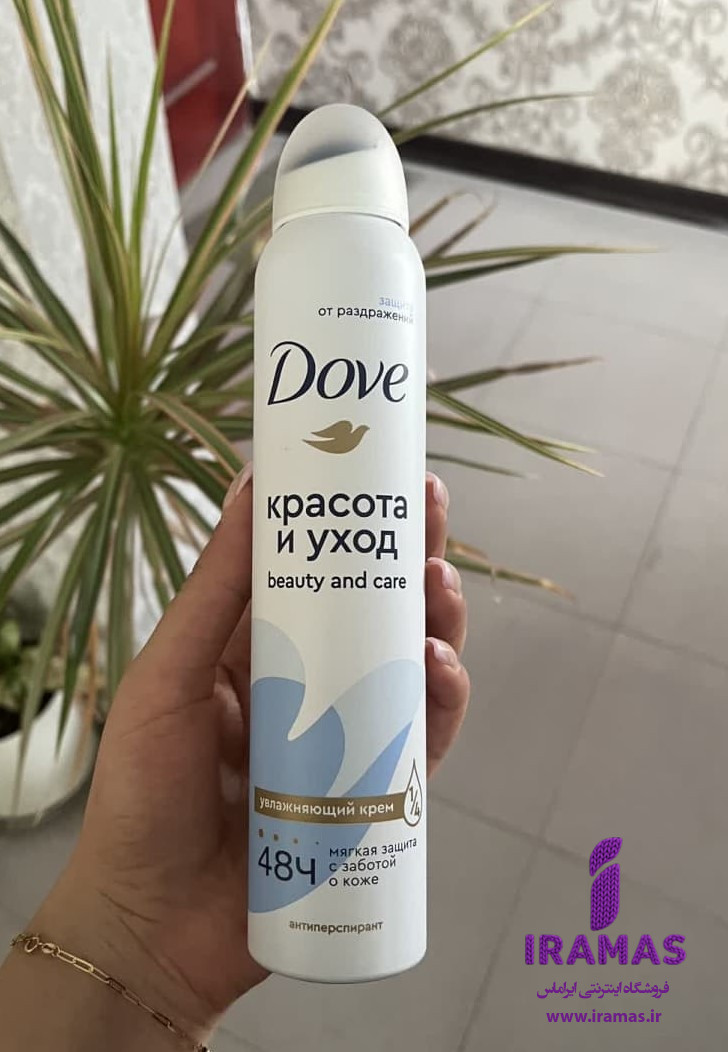 защита
от раздражений
Dove
красота
и уход
beauty and care
увлажняющий крем
1/4
48ч
мягкая защита
с заботой
о коже
антиперспирант
IRAMAS
فروشگاه اینترنتی ایراماس
www.iramas.ir